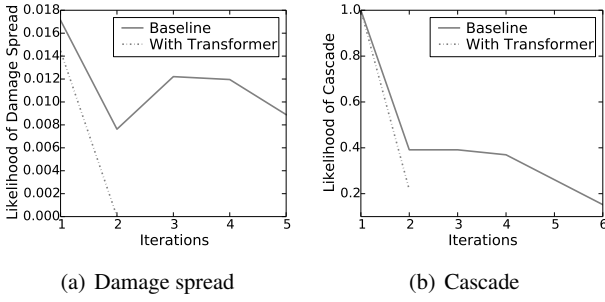 Likelihood of Damage Spread
0.018
0.016
0.014
0.012
0.010
0.008
0.006
0.004
0.002
0.000
1 2 3 4 5
Iterations
Baseline
With Transformer
(a) Damage spread
Likelihood of Cascade
1.0
0.8
0.6
0.4
0.2
1 2 3 4 5 6
Iterations
Baseline
With Transformer
(b) Cascade